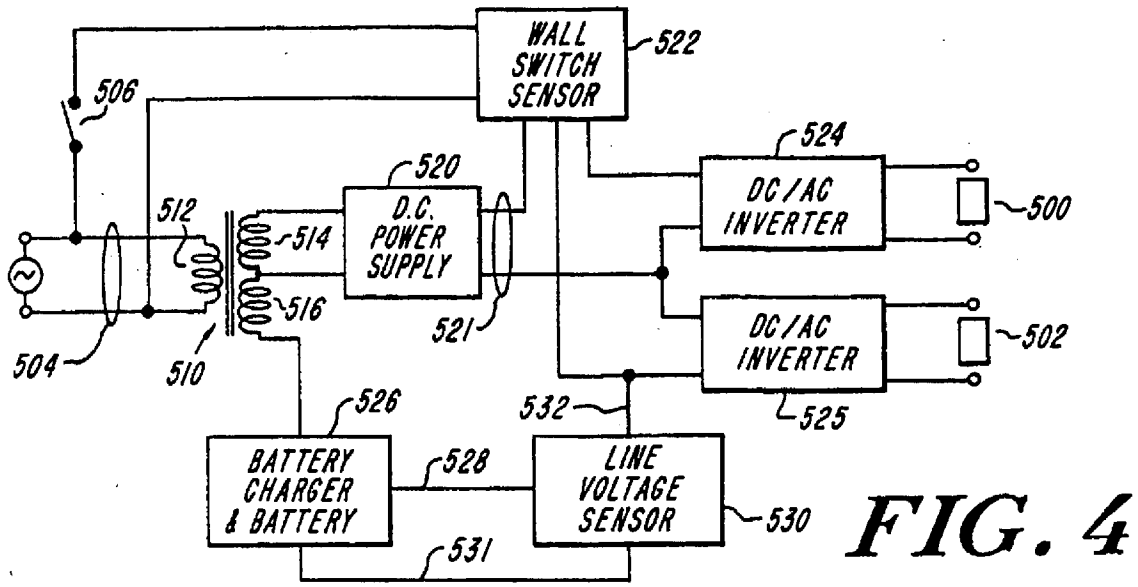 WALL
SWITCH
SENSOR
522
506
524
DC/AC
INVERTER
500
520
D.C.
POWER
SUPPLY
512
514
516
521
504
510
DC/AC
INVERTER
502
525
532
526
BATTERY
CHARGER
& BATTERY
528
LINE
VOLTAGE
SENSOR
530
531
FIG. 4